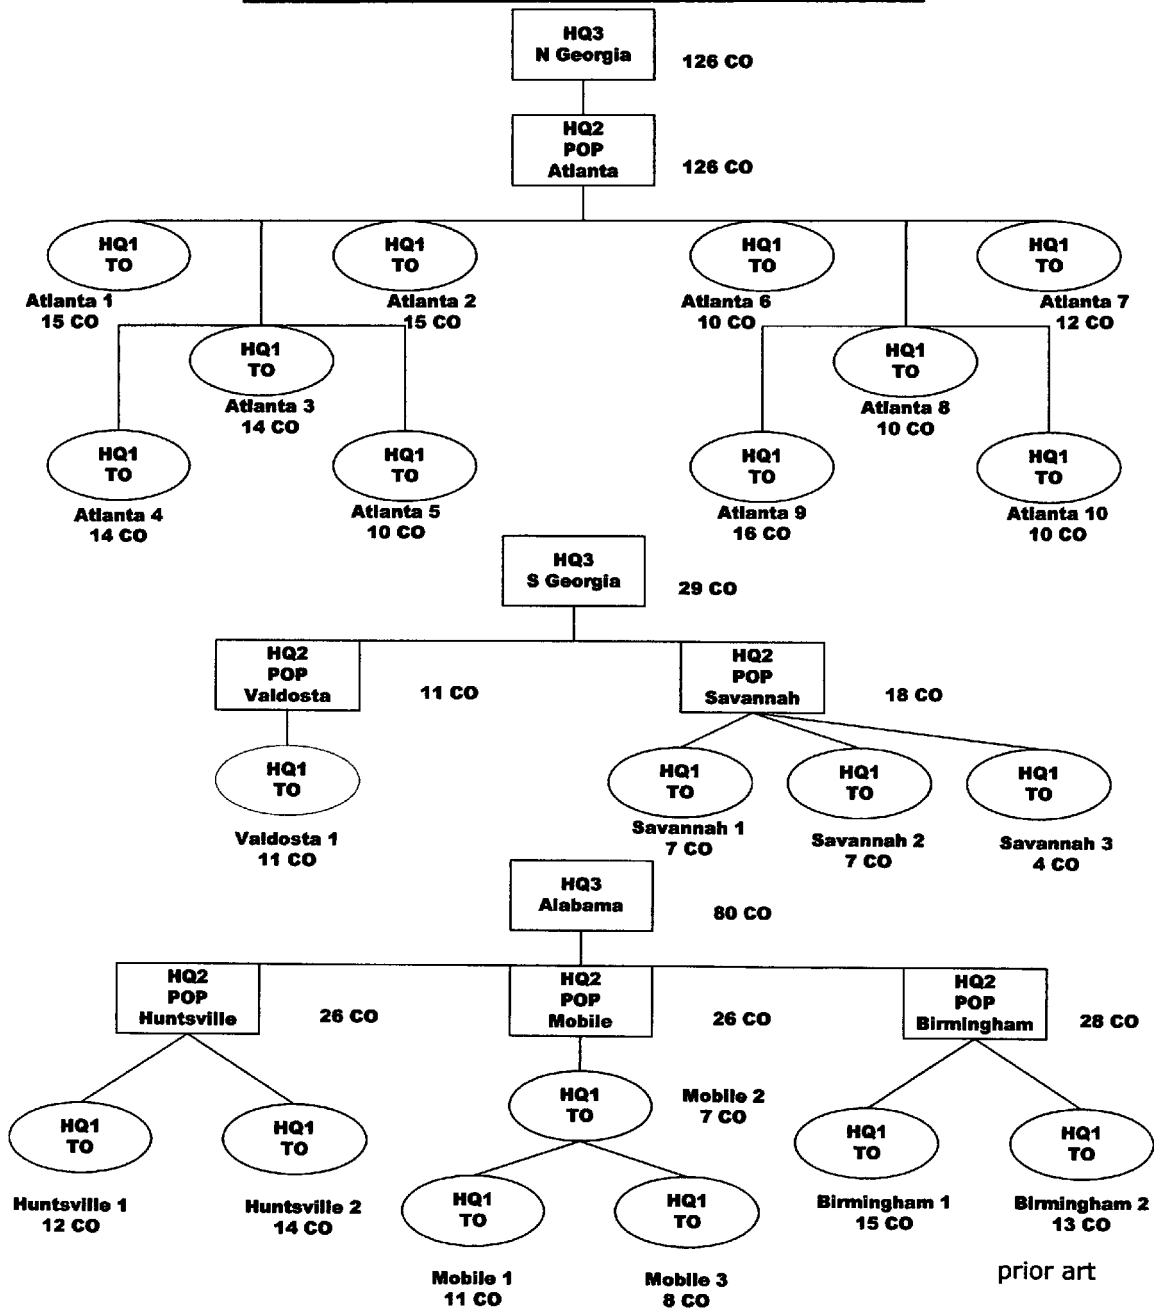 HQ3
N Georgia
126 CO
HQ2
POP
Atlanta
126 CO
HQ1
TO
Atlanta 1
15 CO
HQ1
TO
Atlanta 2
15 CO
HQ1
TO
Atlanta 6
10 CO
HQ1
TO
Atlanta 7
12 CO
HQ1
TO
Atlanta 3
14 CO
HQ1
TO
Atlanta 8
10 CO
HQ1
TO
Atlanta 4
14 CO
HQ1
TO
Atlanta 5
10 CO
HQ1
TO
Atlanta 9
16 CO
HQ1
TO
Atlanta 10
10 CO
HQ3
S Georgia
29 CO
HQ2
POP
Valdosta
11 CO
HQ2
POP
Savannah
18 CO
HQ1
TO
Valdosta 1
11 CO
HQ1
TO
Savannah 1
7 CO
HQ1
TO
Savannah 2
7 CO
HQ1
TO
Savannah 3
4 CO
HQ3
Alabama
80 CO
HQ2
POP
Huntsville
26 CO
HQ2
POP
Mobile
26 CO
HQ2
POP
Birmingham
28 CO
HQ1
TO
Mobile 2
7 CO
HQ1
TO
Huntsville 1
12 CO
HQ1
TO
Huntsville 2
14 CO
HQ1
TO
Mobile 1
11 CO
HQ1
TO
Mobile 3
8 CO
HQ1
TO
Birmingham 1
15 CO
HQ1
TO
Birmingham 2
13 CO
prior art